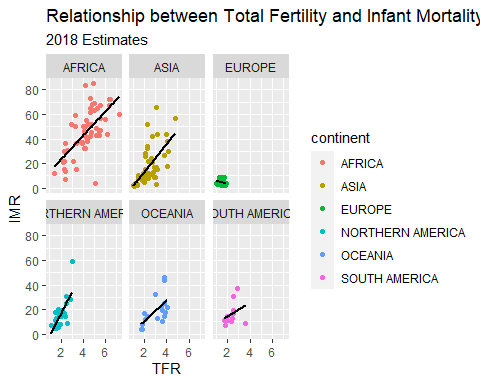 Relationship between Total Fertility and Infant Mortality
2018 Estimates
AFRICA ASIA EUROPE
80
60
40
20
0
RTHERN AMER OCEANIA OUTH AMERIC
80
60
40
20
0
2 4 6 2 4 6 2 4 6
IMR
TFR
continent
AFRICA
ASIA
EUROPE
NORTHERN AMERICA
OCEANIA
SOUTH AMERICA